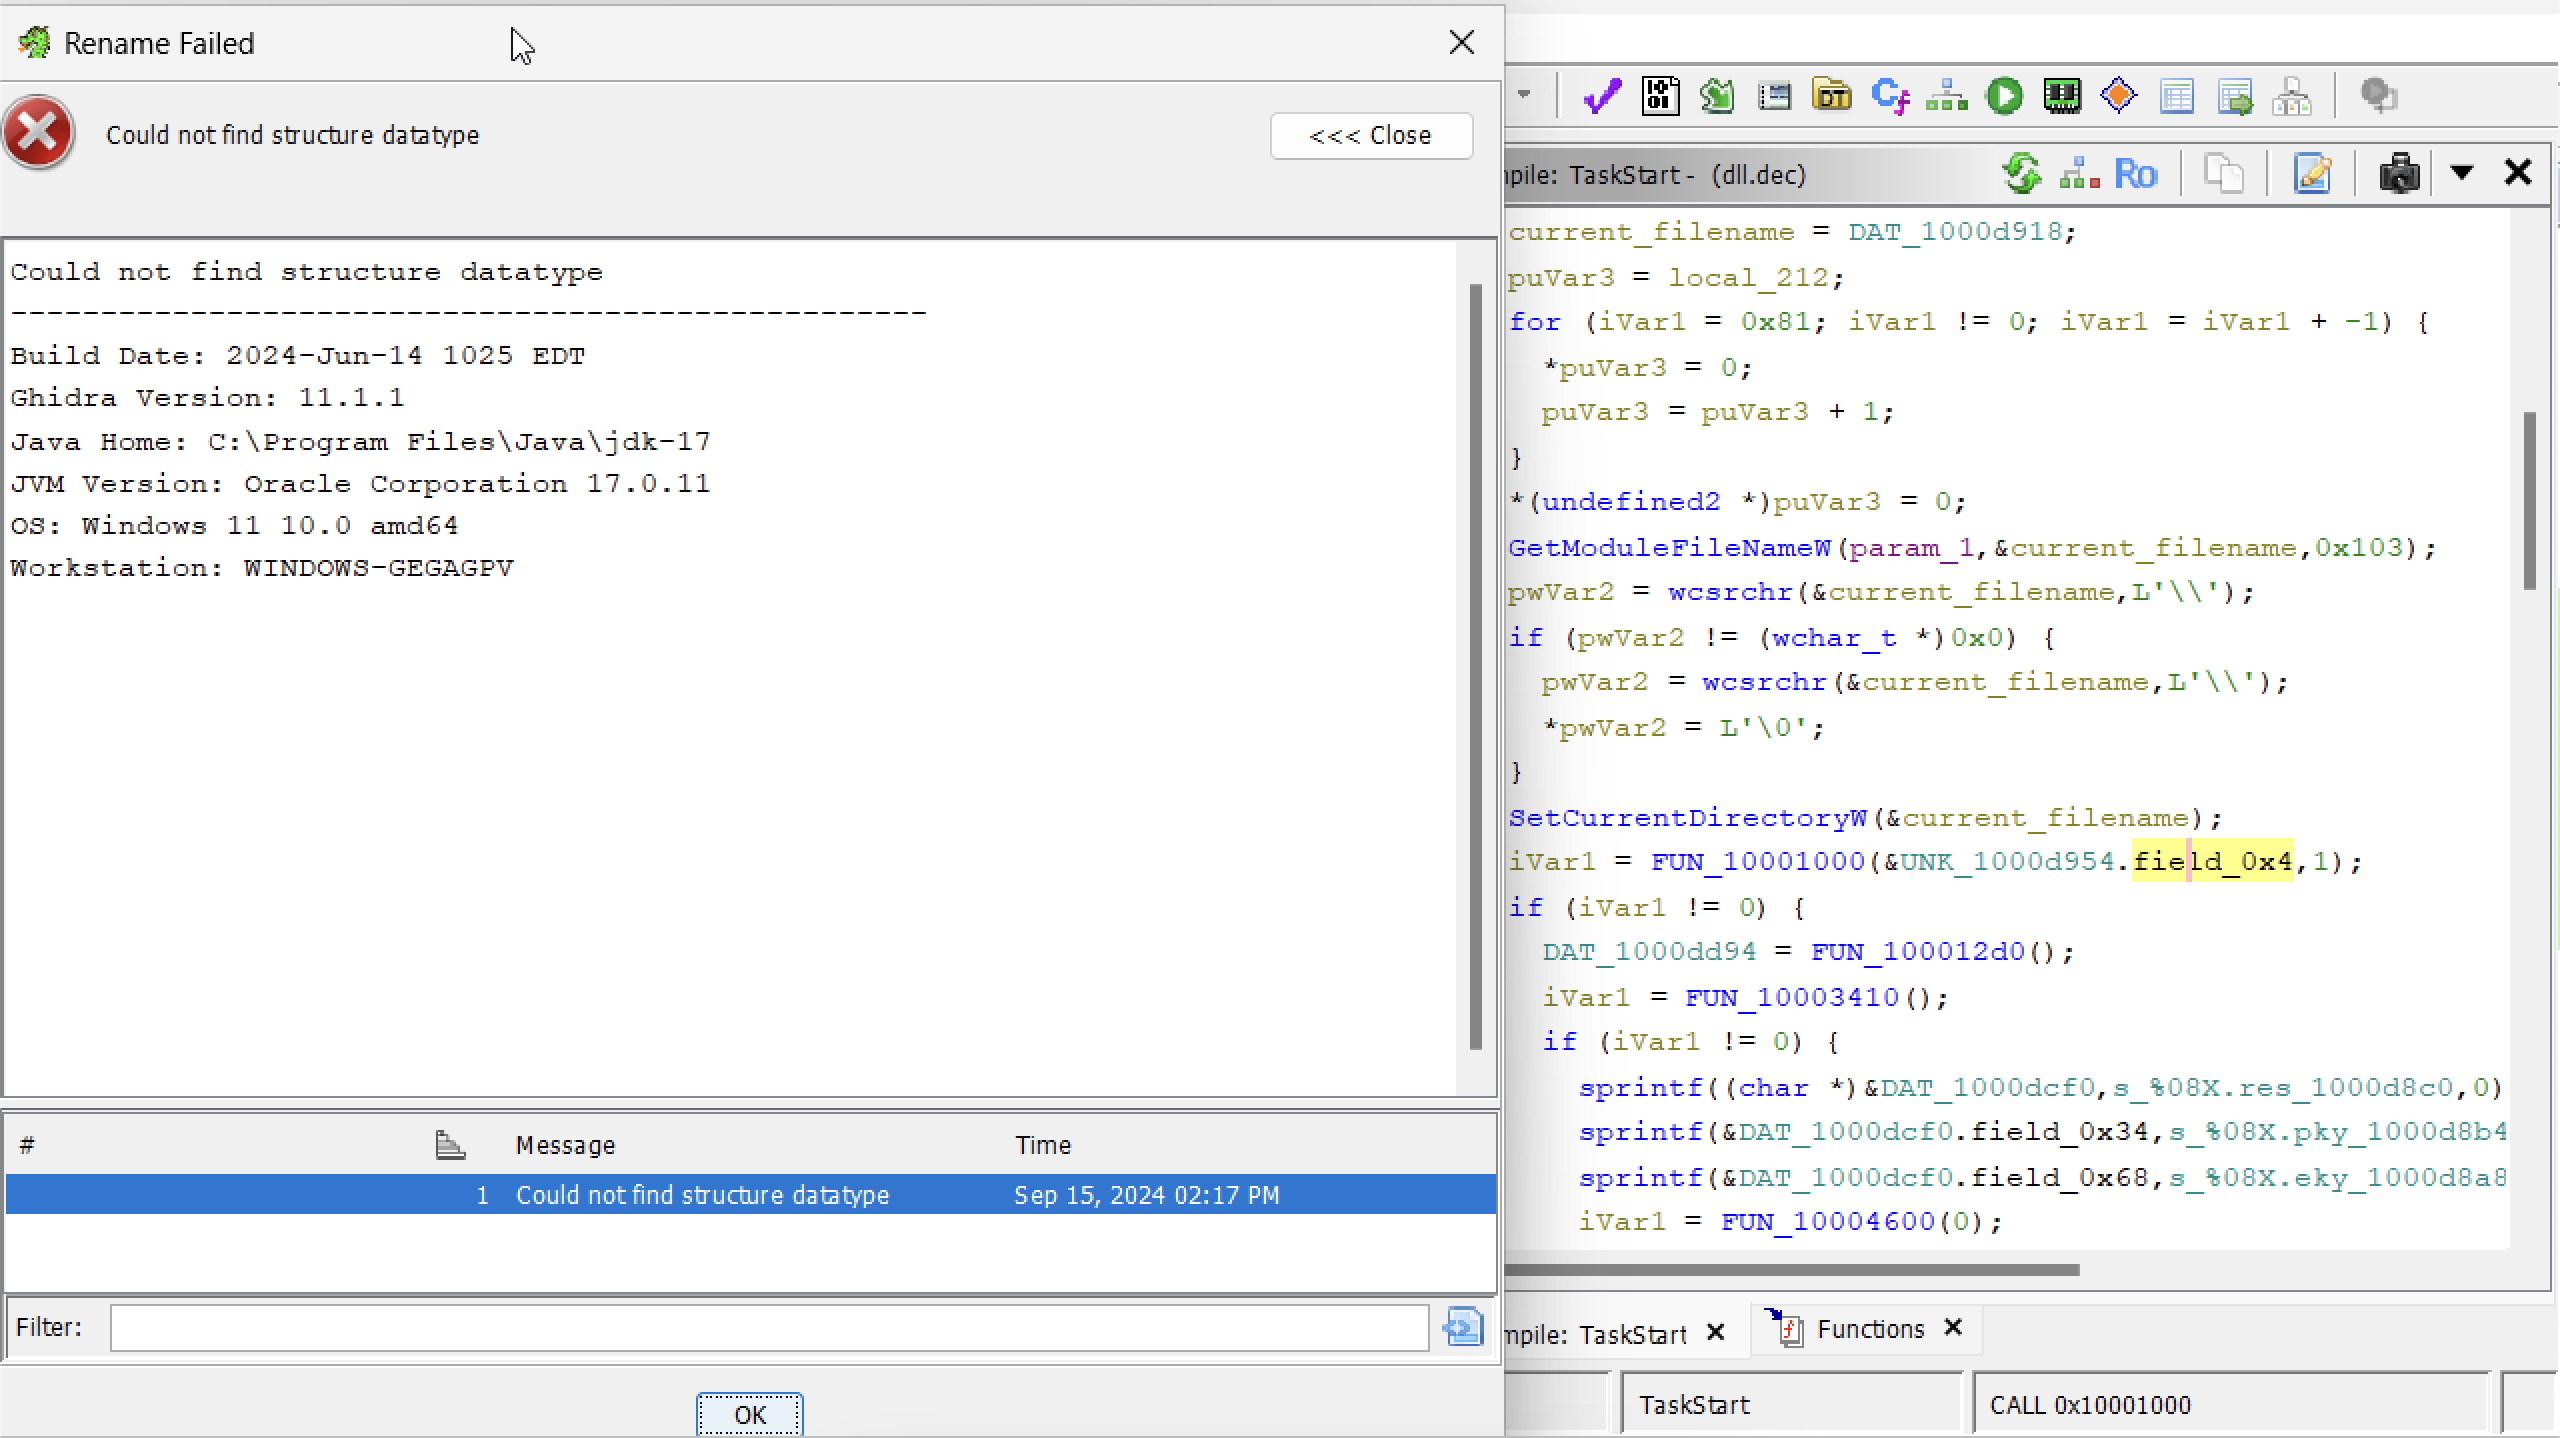 Rename Failed
Could not find structure datatype
<<< Close
Could not find structure datatype
---------------------------------------------------
Build Date: 2024-Jun-14 1025 EDT
Ghidra Version: 11.1.1
Java Home: C:\Program Files\Java\jdk-17
JVM Version: Oracle Corporation 17.0.11
OS: Windows 11 10.0 amd64
Workstation: WINDOWS-GEGAGPV
# Message Time
1 Could not find structure datatype Sep 15, 2024 02:17 PM
Filter:
OK
DT
mpile: TaskStart - (dll.dec)
Ro
current_filename = DAT_1000d918;
puVar3 = local_212;
for (iVar1 = 0x81; iVar1 != 0; iVar1 = iVar1 + -1) {
*puVar3 = 0;
puVar3 = puVar3 + 1;
}
*(undefined2 *)puVar3 = 0;
GetModuleFileNameW(param_1,&current_filename,0x103);
pwVar2 = wcsrchr(&current_filename,L'\\');
if (pwVar2 != (wchar_t *)0x0) {
pwVar2 = wcsrchr(&current_filename,L'\\');
*pwVar2 = L'\0';
}
SetCurrentDirectoryW(&current_filename);
iVar1 = FUN_10001000(&UNK_1000d954.field_0x4,1);
if (iVar1 != 0) {
DAT_1000dd94 = FUN_100012d0();
iVar1 = FUN_10003410();
if (iVar1 != 0) {
sprintf((char *)&DAT_1000dcf0,s_%08X.res_1000d8c0,0)
sprintf(&DAT_1000dcf0.field_0x34,s_%08X.pky_1000d8b4
sprintf(&DAT_1000dcf0.field_0x68,s_%08X.eky_1000d8a8
iVar1 = FUN_10004600(0);
mpile: TaskStart
Functions
TaskStart
CALL 0x10001000